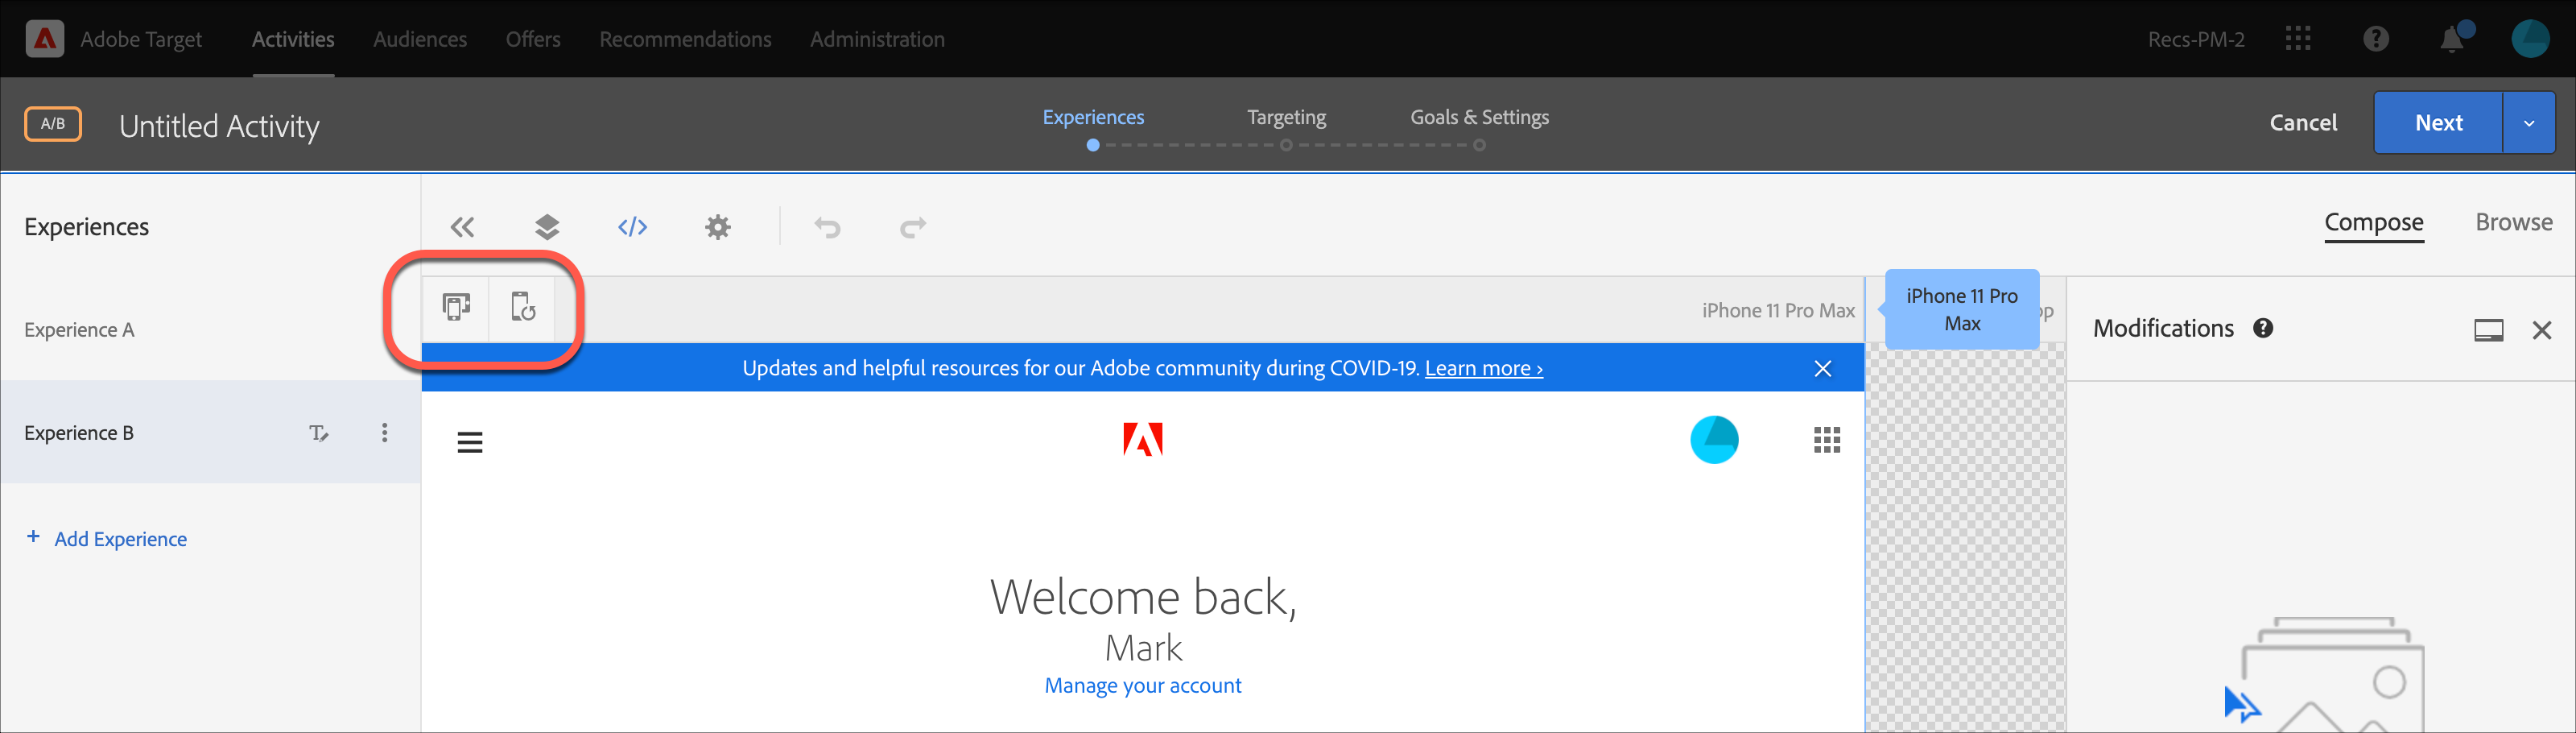 Adobe Target Activities Audiences Offers Recommendations Administration Recs-PM-2
A/B Untitled Activity
Experiences Targeting Goals & Settings
Cancel Next
Experiences
Compose Browse
Experience A
iPhone 11 Pro Max
iPhone 11 Pro
Max
op
Modifications
Updates and helpful resources for our Adobe community during COVID-19. Learn more ›
Experience B
+ Add Experience
Welcome back,
Mark
Manage your account